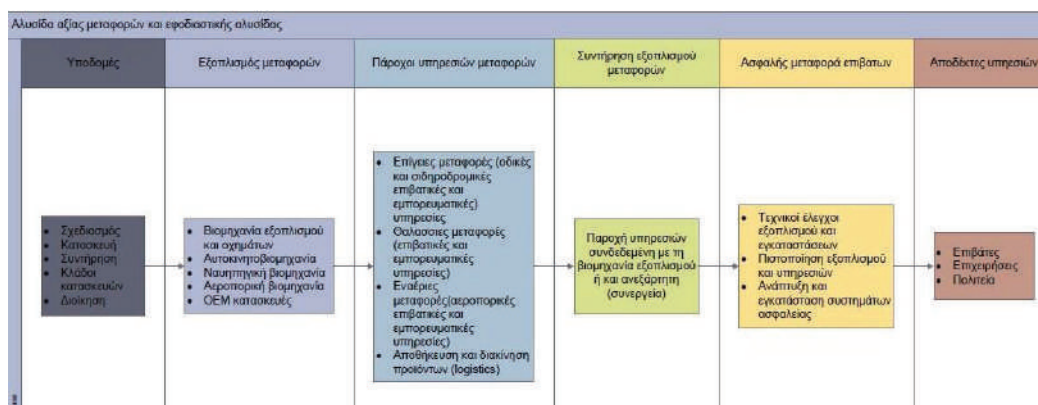 Αλυσίδα αξίας μεταφορών και εφοδιαστικής αλυσίδας
Υποδομές
Εξοπλισμός μεταφορών
Πάροχοι υπηρεσιών μεταφορών
Συντήρηση εξοπλισμού
μεταφορών
Ασφαλής μεταφορά επιβατων
Αποδέκτες υπηεσιών
• Σχεδιασμός
• Κατασκευή
• Συντήρηση
• Κλάδοι
κατασκευών
• Διοίκηση
• Βιομηχανία εξοπλισμού
και οχημάτων
• Αυτοκινητοβιομηχανία
• Ναυπηγική βιομηχανία
• Αεροπορική βιομηχανία
• OEM κατασκευές
• Επίγειες μεταφορές (οδικές
και σιδηροδρομικές
επιβατικές και
εμπορευματικές)
υπηρεσίες
• Θαλασσιες μεταφορές
(επιβατικές και
εμπορευματικές
υπηρεσίες)
• Εναέριες
μεταφορές(αεροπορικές
επιβατικές και
εμπορευματικές
υπηρεσίες)
• Αποθήκευση και διακίνηση
προϊόντων (logistics)
Παροχή υπηρεσιών
συνδεδεμένη με τη
βιομηχανία εξοπλισμού
ή και ανεξάρτητη
(συνεργεία)
• Τεχνικοί έλεγχοι
εξοπλισμού και
εγκαταστάσεων
• Πιστοποίηση εξοπλισμού
και υπηρεσιών
• Ανάπτυξη και
εγκατάσταση συστημάτων
ασφαλείας
• Επιβάτες
• Επιχειρήσεις
• Πολιτεία